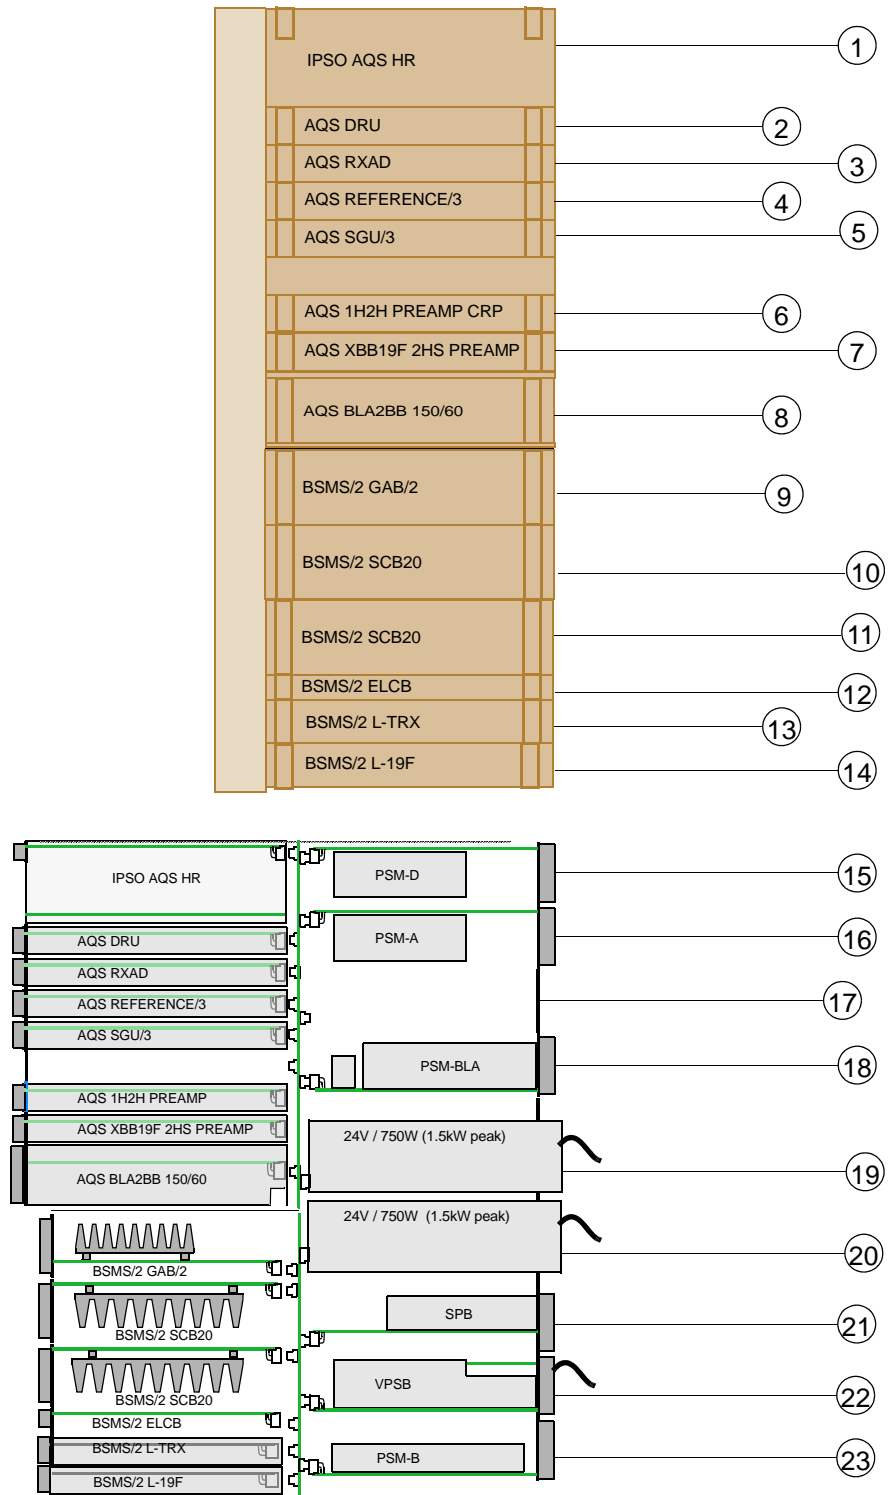 IPSO AQS HR
1
AQS DRU
2
AQS RXAD
3
AQS REFERENCE/3
4
AQS SGU/3
5
AQS 1H2H PREAMP CRP
6
AQS XBB19F 2HS PREAMP
7
AQS BLA2BB 150/60
8
BSMS/2 GAB/2
9
BSMS/2 SCB20
10
BSMS/2 SCB20
11
BSMS/2 ELCB
12
BSMS/2 L-TRX
13
BSMS/2 L-19F
14
IPSO AQS HR
PSM-D
15
AQS DRU
PSM-A
16
AQS RXAD
AQS REFERENCE/3
17
AQS SGU/3
PSM-BLA
18
AQS 1H2H PREAMP
AQS XBB19F 2HS PREAMP
24V / 750W (1.5kW peak)
19
AQS BLA2BB 150/60
24V / 750W (1.5kW peak)
20
BSMS/2 GAB/2
SPB
21
BSMS/2 SCB20
VPSB
22
BSMS/2 SCB20
BSMS/2 ELCB
BSMS/2 L-TRX
PSM-B
23
BSMS/2 L-19F